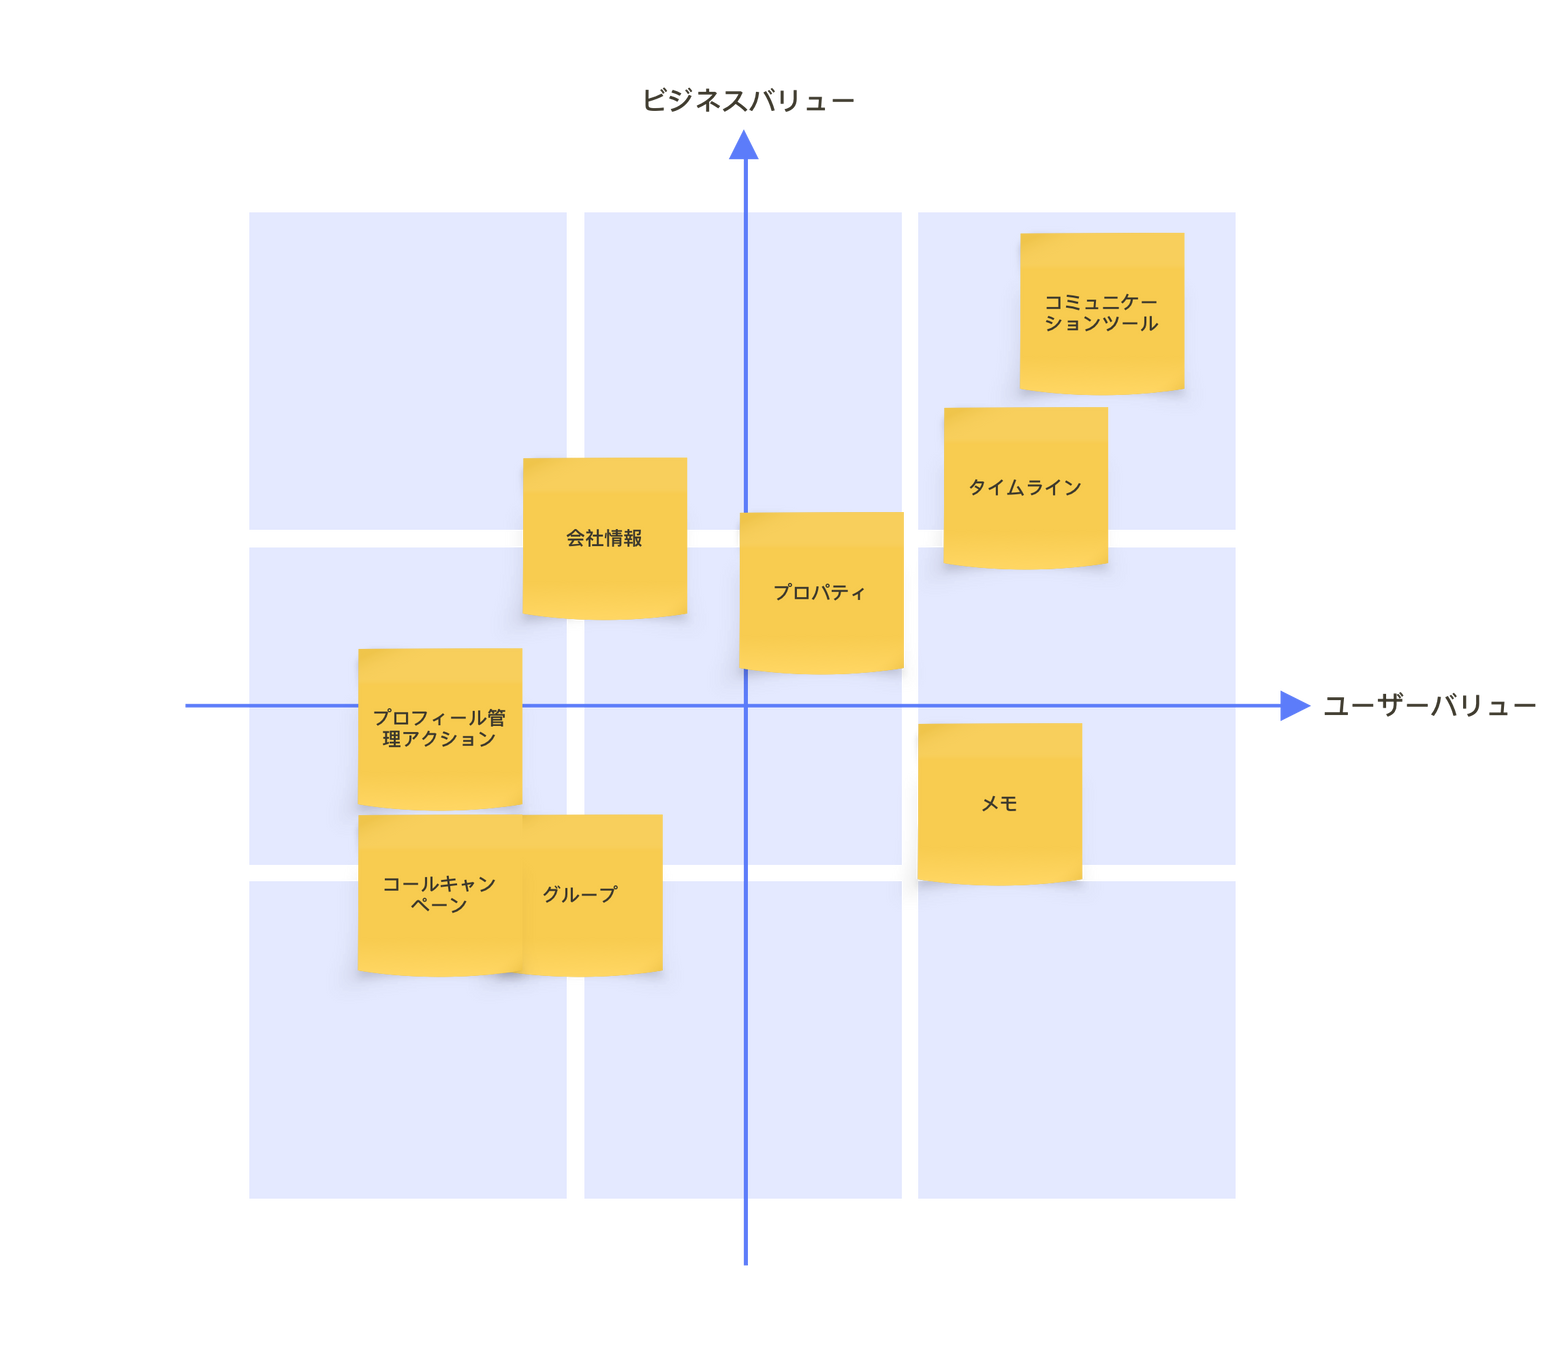 ビジネスバリュー
コミュニケー
ションツール
タイムライン
会社情報
プロパティ
ユーザーバリュー
プロフィール管
理アクション
メモ
コールキャン
ペーン
グループ